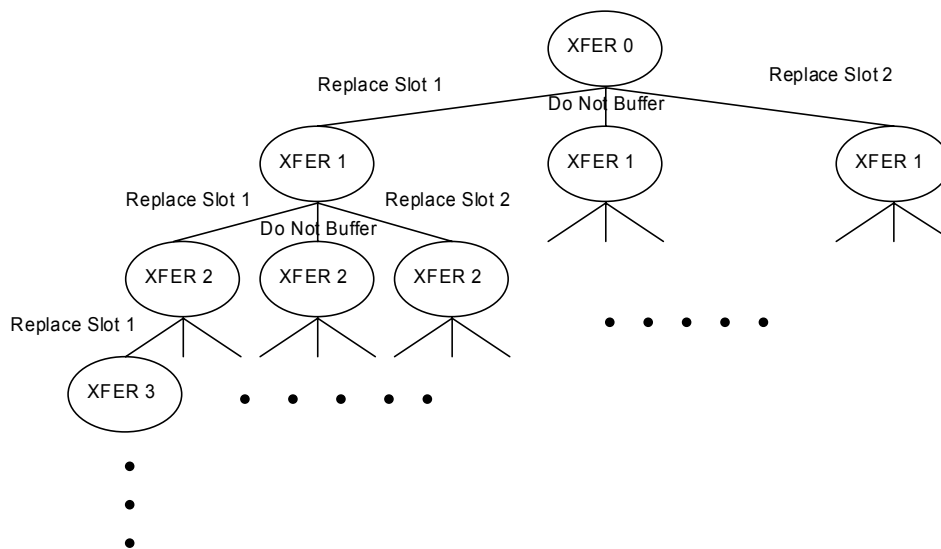 XFER 0
Replace Slot 1
Replace Slot 2
Do Not Buffer
XFER 1
XFER 1
XFER 1
Replace Slot 1
Replace Slot 2
Do Not Buffer
XFER 2
XFER 2
XFER 2
Replace Slot 1
XFER 3